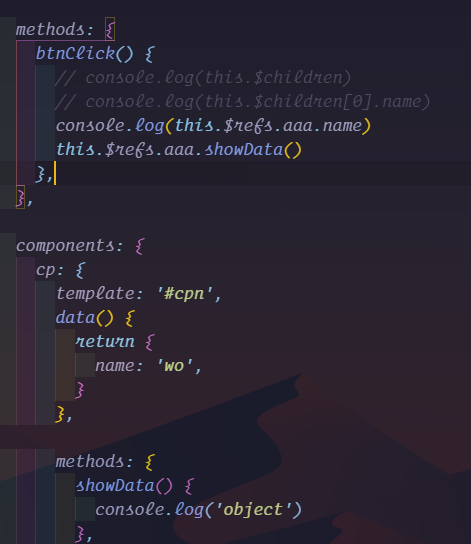 methods: {
btnClick() {
// console.log(this.$children)
// console.log(this.$children[0].name)
console.log(this.$refs.aaa.name)
this.$refs.aaa.showData()
},
},
components: {
cp: {
template: '#cpn',
data() {
return {
name: 'wo',
}
},
methods: {
showData() {
console.log('object')
},